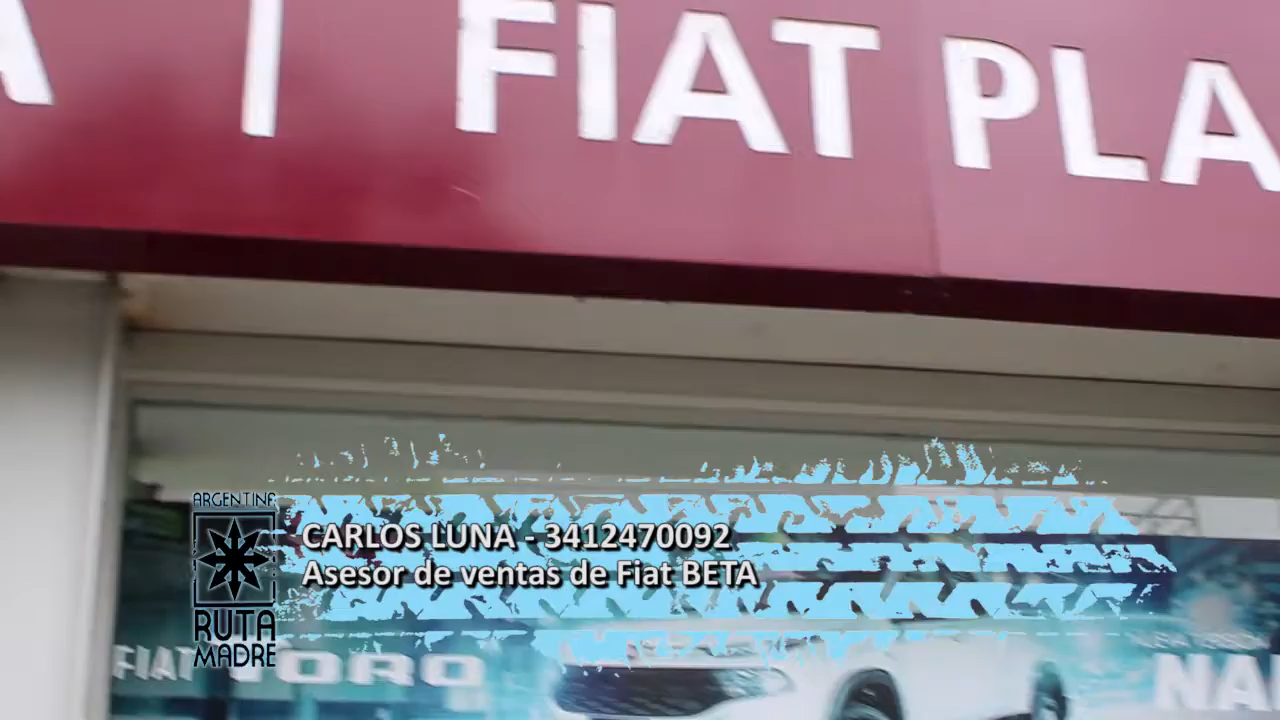 FIAT PLA
ARGENTINA
RUTA
MADRE
CARLOS LUNA - 3412470092
Asesor de ventas de Fiat BETA
FIAT TORO
NA